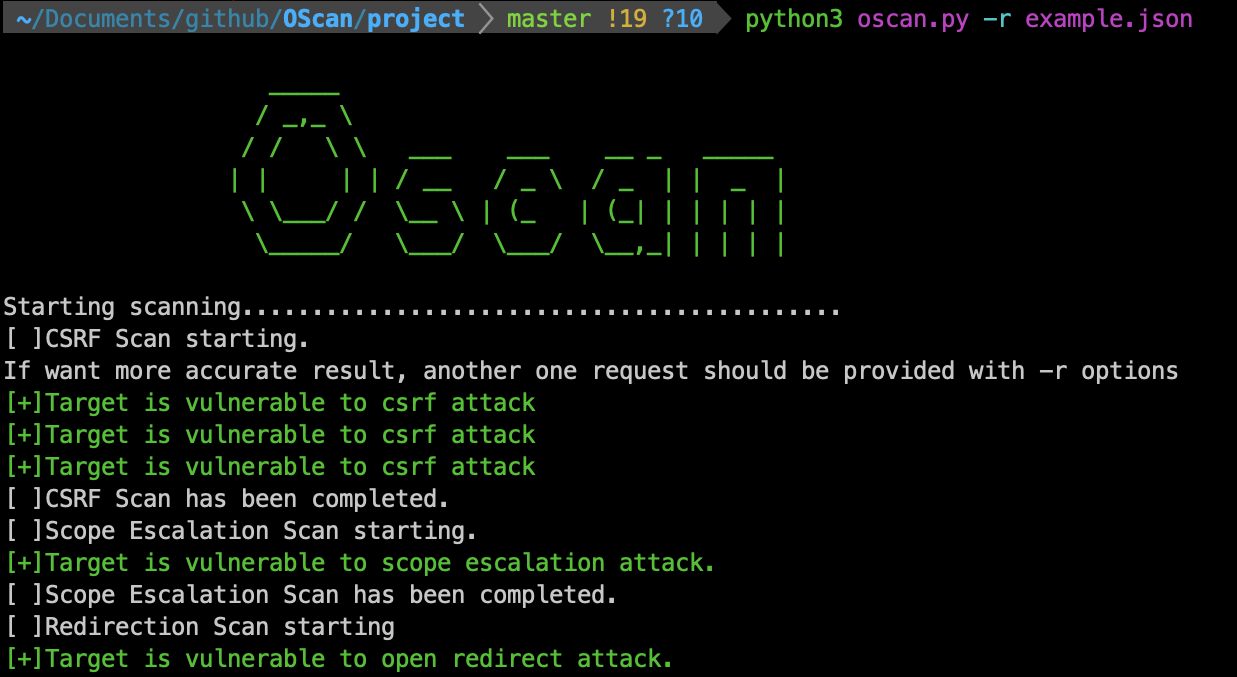 ~/Documents/github/OScan/project master !19 ?10 python3 oscan.py -r example.json
Oscan
Starting scanning...........................................
[ ]CSRF Scan starting.
If want more accurate result, another one request should be provided with -r options
[+]Target is vulnerable to csrf attack
[+]Target is vulnerable to csrf attack
[+]Target is vulnerable to csrf attack
[ ]CSRF Scan has been completed.
[ ]Scope Escalation Scan starting.
[+]Target is vulnerable to scope escalation attack.
[ ]Scope Escalation Scan has been completed.
[ ]Redirection Scan starting
[+]Target is vulnerable to open redirect attack.